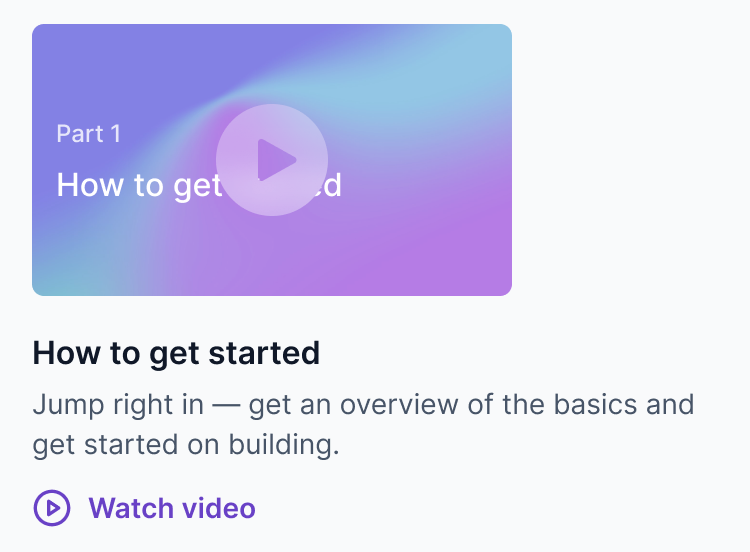 Part 1
How to get started
How to get started
Jump right in — get an overview of the basics and
get started on building.
Watch video